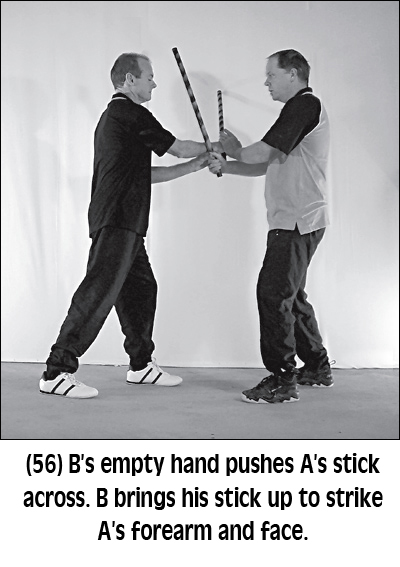 (56) B's empty hand pushes A's stick
across. B brings his stick up to strike
A's forearm and face.